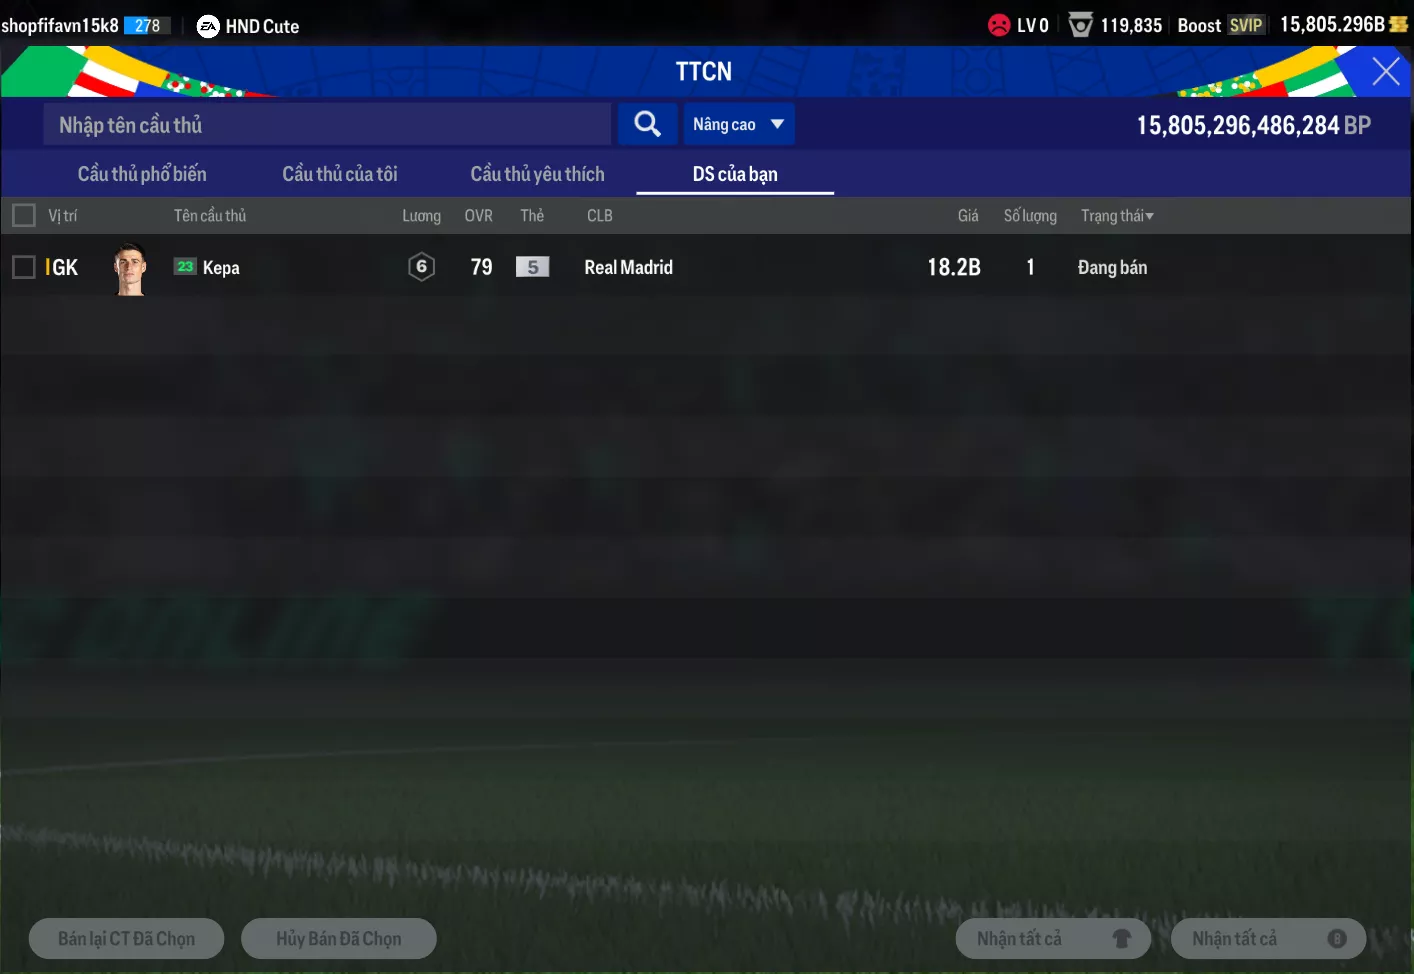 shopfifavn15k8 278 EA HND Cute LV 0 119,835 Boost SVIP 15,805.296B
TTCN
Nhập tên cầu thủ Nâng cao 15,805,296,486,284 BP
Cầu thủ phổ biến Cầu thủ của tôi Cầu thủ yêu thích DS của bạn
Vị trí Tên cầu thủ Lương OVR Thẻ CLB Giá Số lượng Trạng thái
GK 23 Kepa 6 79 5 Real Madrid 18.2B 1 Đang bán
C ONLINE
Bán lại CT Đã Chọn Hủy Bán Đã Chọn Nhận tất cả Nhận tất cả B